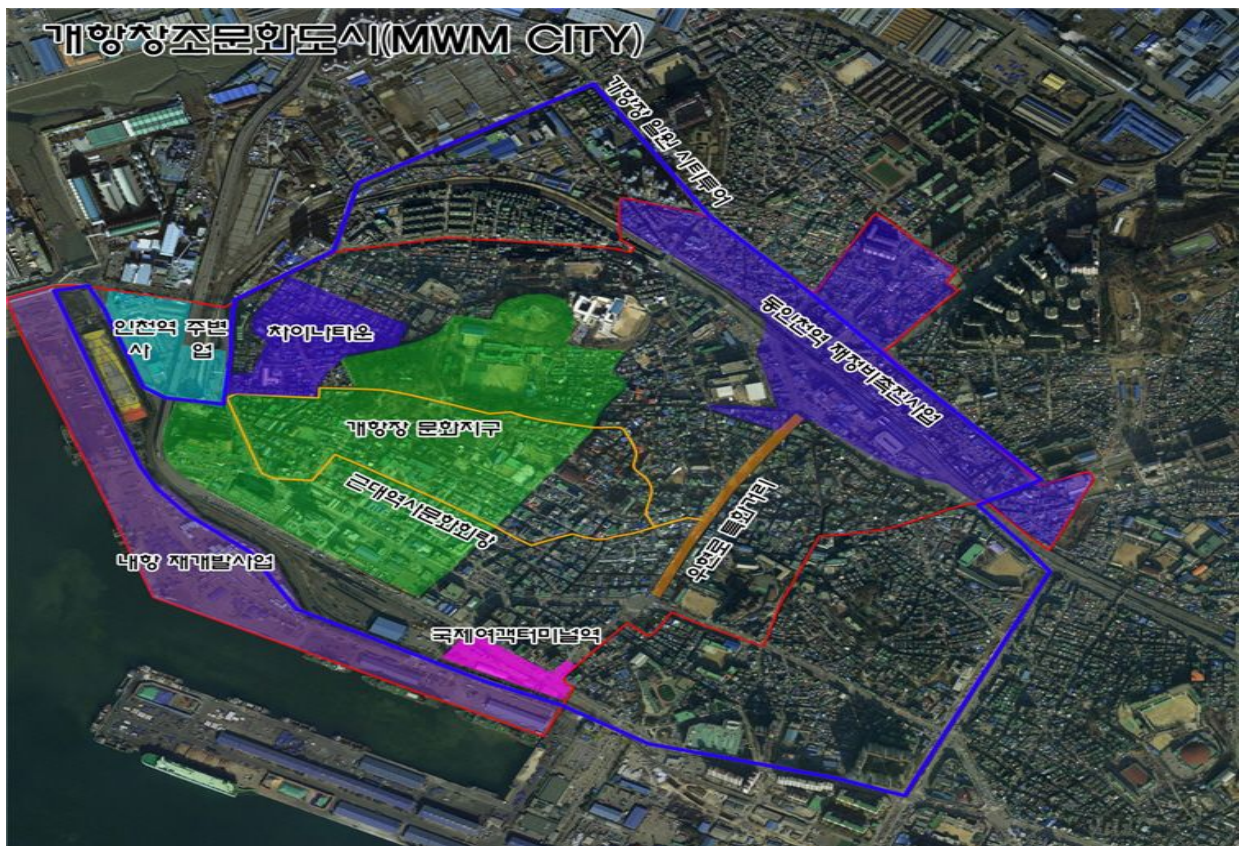 개항창조문화도시(MWM CITY)
개항장 일원 시티투어
인천역 주변
사 업
차이나타운
동인천역 재정비촉진사업
개항장 문화지구
근대역사문화회랑
우현로 특화거리
내항 재개발사업
국제여객터미널역